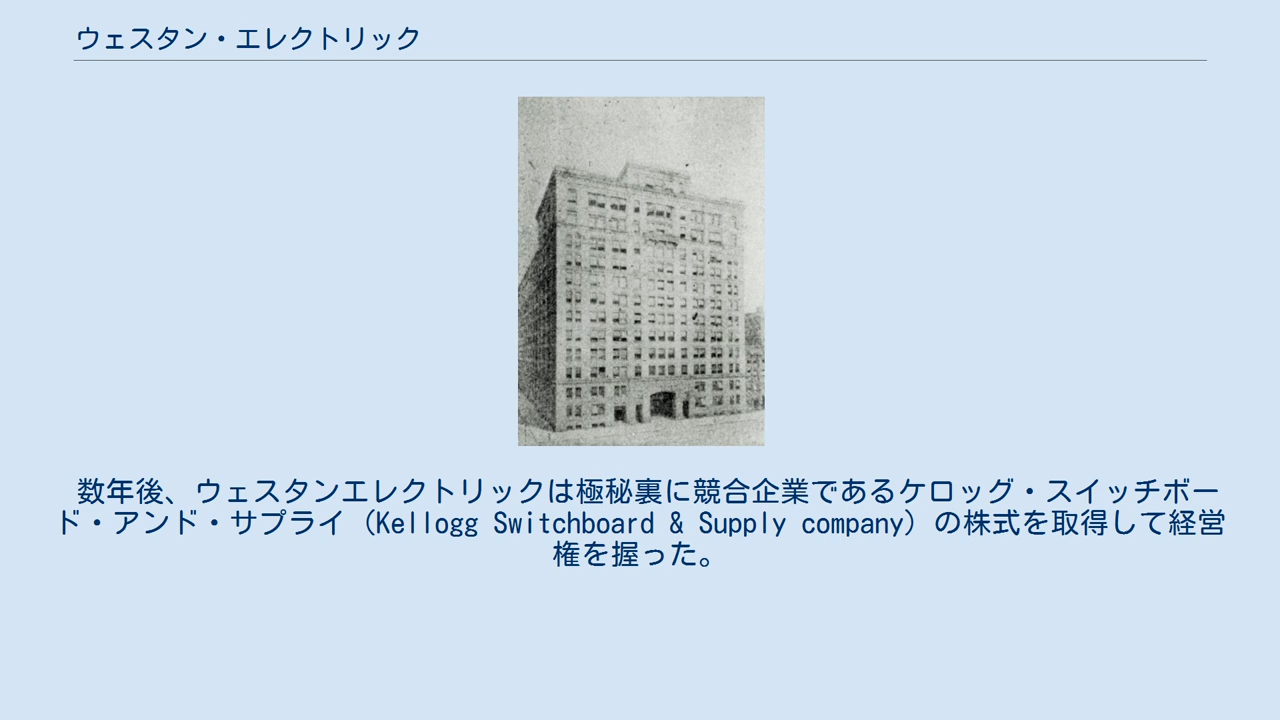 ウェスタン・エレクトリック
数年後、ウェスタンエレクトリックは極秘裏に競合企業であるケロッグ・スイッチボー
ド・アンド・サプライ（Kellogg Switchboard & Supply company）の株式を取得して経営
権を握った。